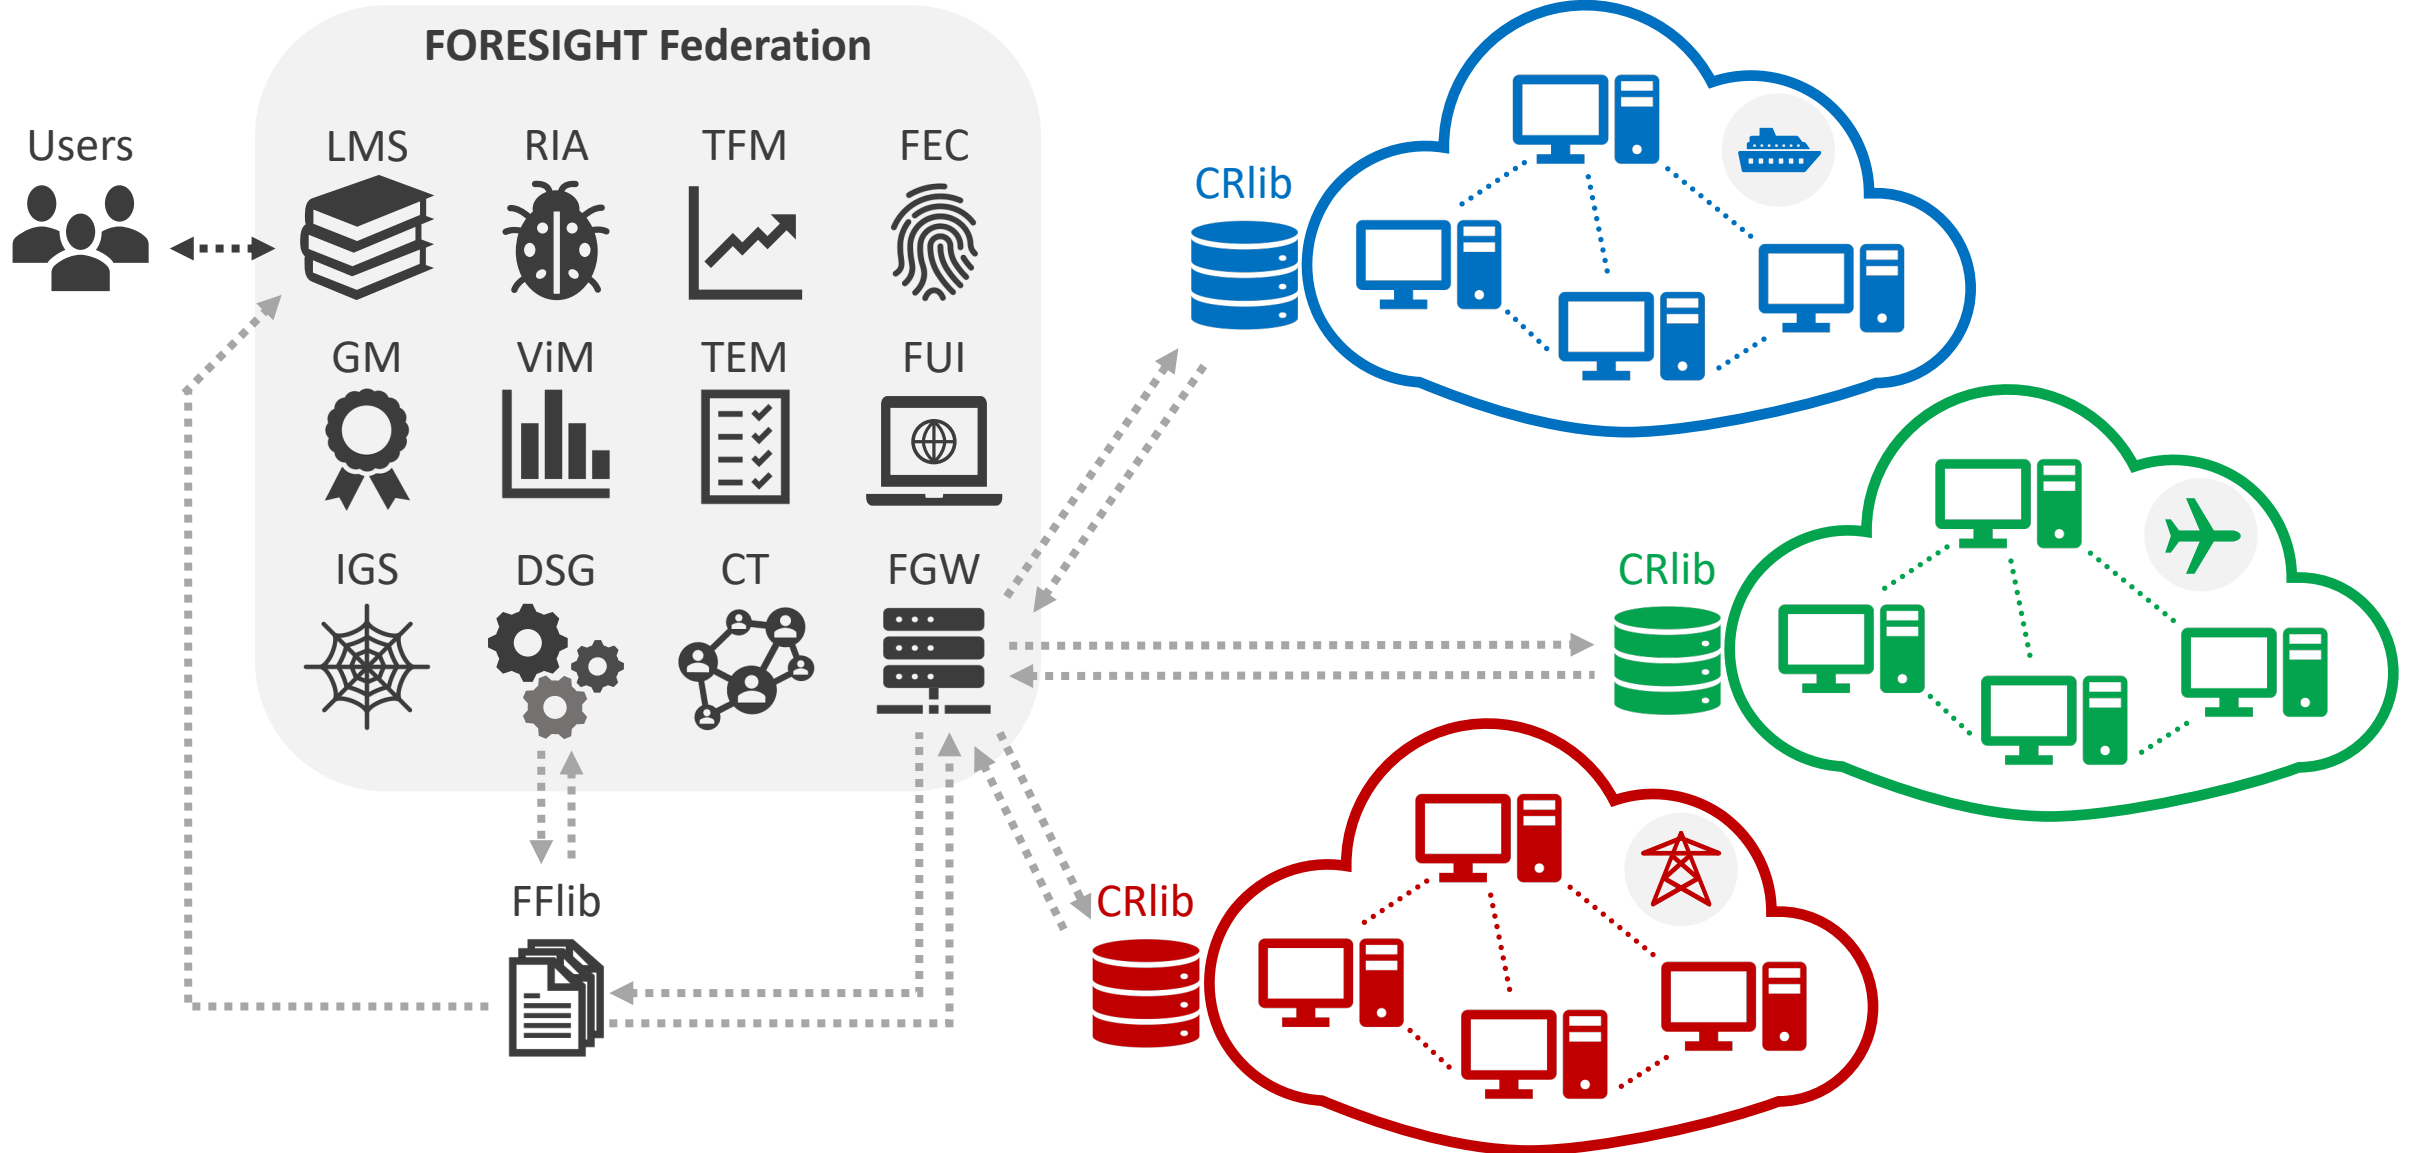 FORESIGHT Federation
Users
LMS
RIA
TFM
FEC
GM
ViM
TEM
FUI
IGS
DSG
CT
FGW
FFlib
CRlib
CRlib
CRlib